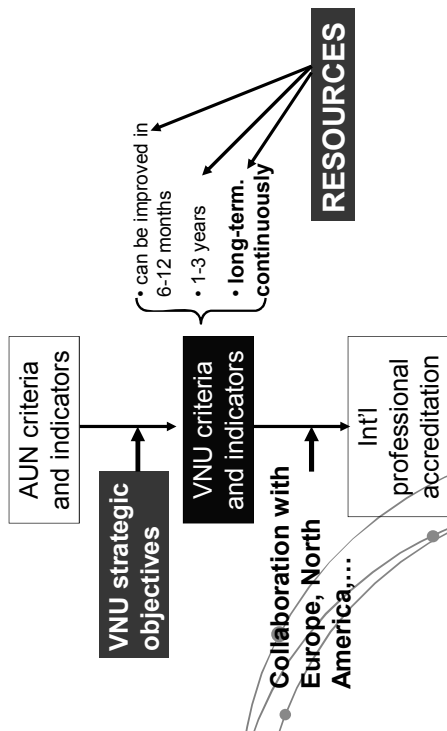 AUN criteria
and indicators
VNU strategic
objectives
VNU criteria
and indicators
• can be improved in
6-12 months
• 1-3 years
• long-term.
continuously
RESOURCES
Collaboration with
Europe, North
America,...
Int'l
professional
accreditation